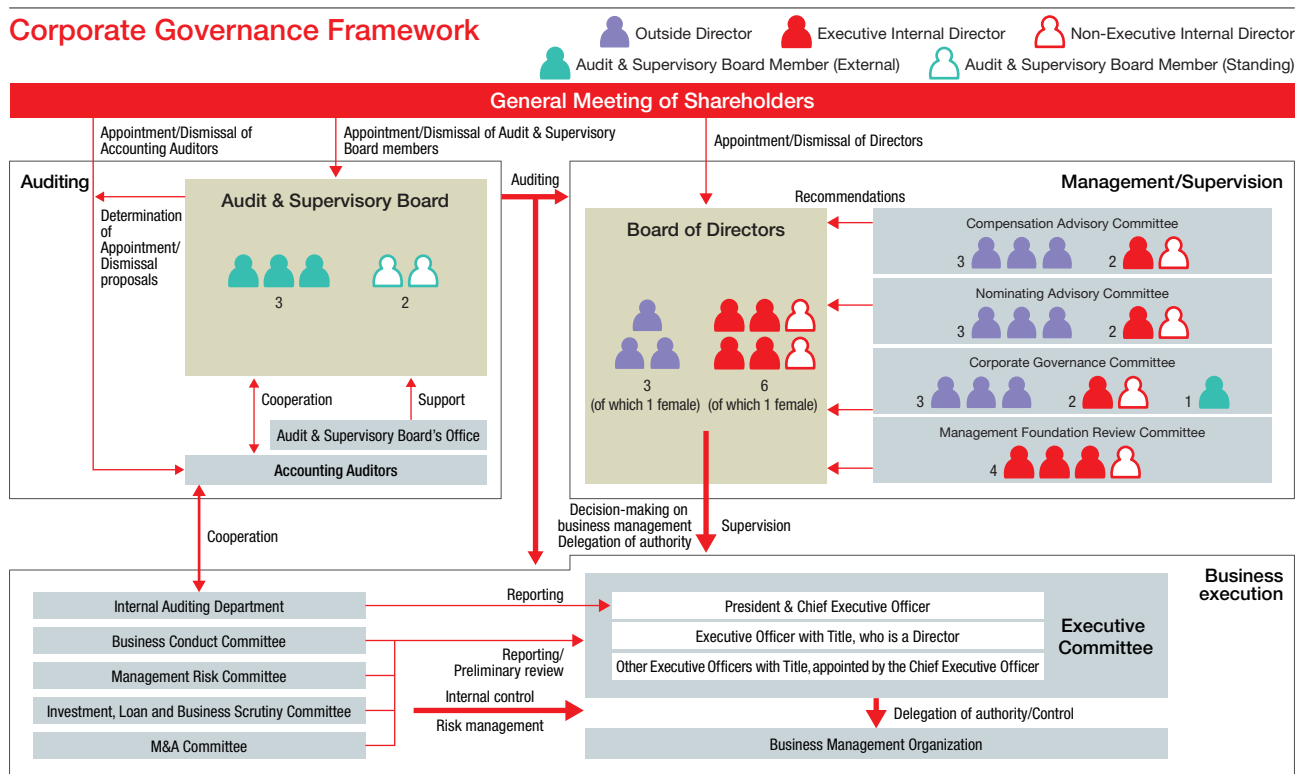 Corporate Governance Framework
Outside Director
Executive Internal Director
Non-Executive Internal Director
Audit & Supervisory Board Member (External)
Audit & Supervisory Board Member (Standing)
General Meeting of Shareholders
Appointment/Dismissal of
Accounting Auditors
Appointment/Dismissal of Audit & Supervisory
Board members
Appointment/Dismissal of Directors
Auditing
Audit & Supervisory Board
Determination
of
Appointment/
Dismissal
proposals
3
2
Cooperation
Support
Audit & Supervisory Board's Office
Accounting Auditors
Auditing
Management/Supervision
Recommendations
Board of Directors
3
(of which 1 female)
6
(of which 1 female)
Compensation Advisory Committee
3
2
Nominating Advisory Committee
3
2
Corporate Governance Committee
3
2
1
Management Foundation Review Committee
4
Cooperation
Decision-making on
business management
Delegation of authority
Supervision
Business
execution
Internal Auditing Department
Business Conduct Committee
Management Risk Committee
Investment, Loan and Business Scrutiny Committee
M&A Committee
Reporting
Reporting/
Preliminary review
Internal control
Risk management
President & Chief Executive Officer
Executive Officer with Title, who is a Director
Other Executive Officers with Title, appointed by the Chief Executive Officer
Executive
Committee
Delegation of authority/Control
Business Management Organization